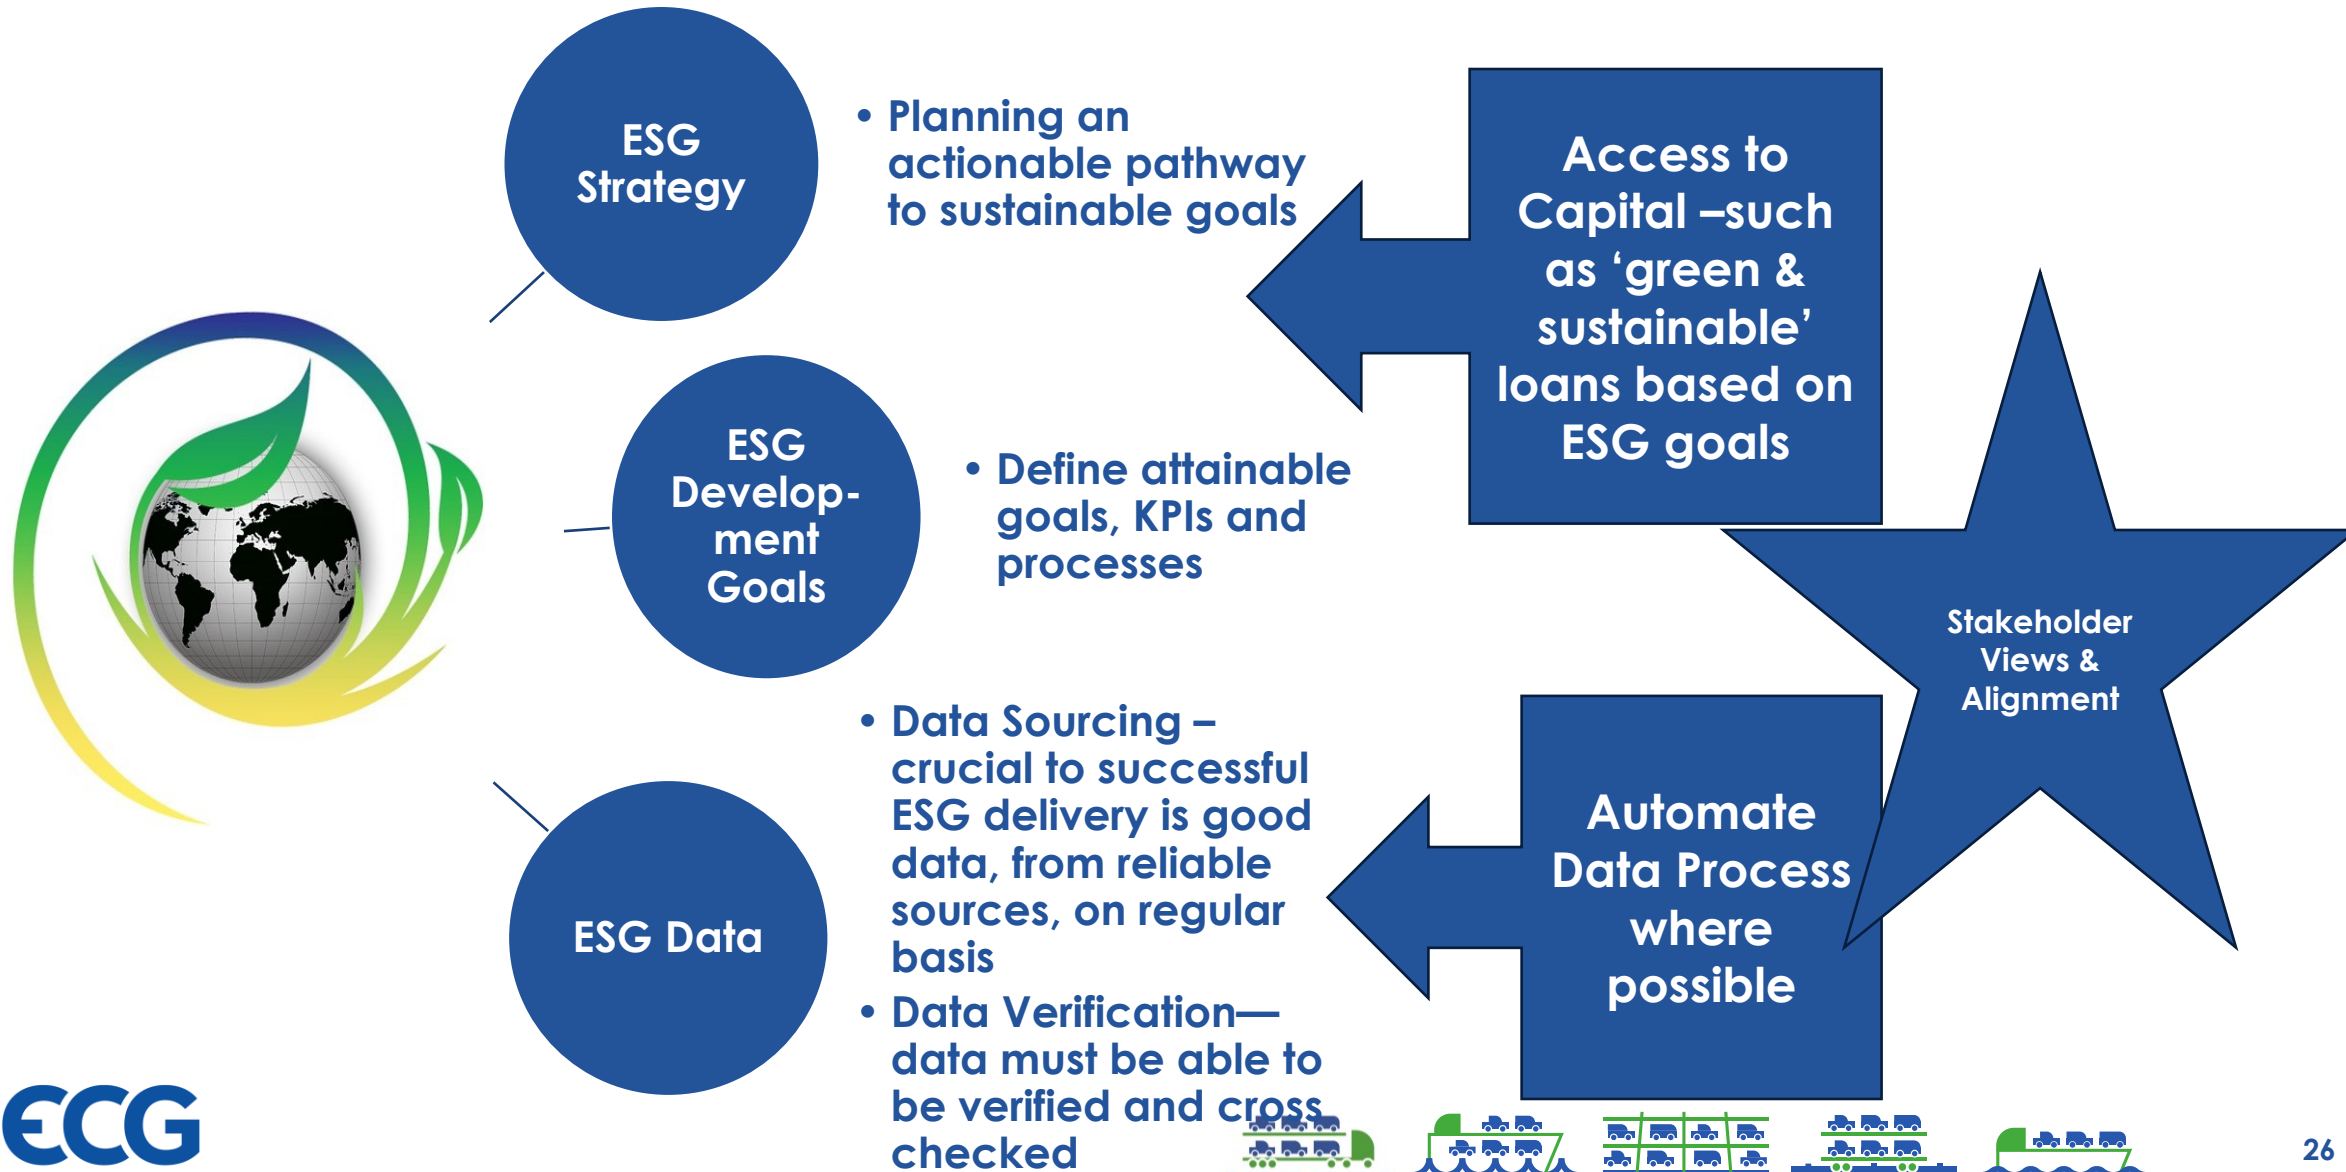 ESG
Strategy
• Planning an
actionable pathway
to sustainable goals
Access to
Capital –such
as ‘green &
sustainable’
loans based on
ESG goals
ESG
Develop-
ment
Goals
• Define attainable
goals, KPIs and
processes
Stakeholder
Views &
Alignment
ESG Data
• Data Sourcing –
crucial to successful
ESG delivery is good
data, from reliable
sources, on regular
basis
• Data Verification—
data must be able to
be verified and cross
checked
Automate
Data Process
where
possible
ECG
26